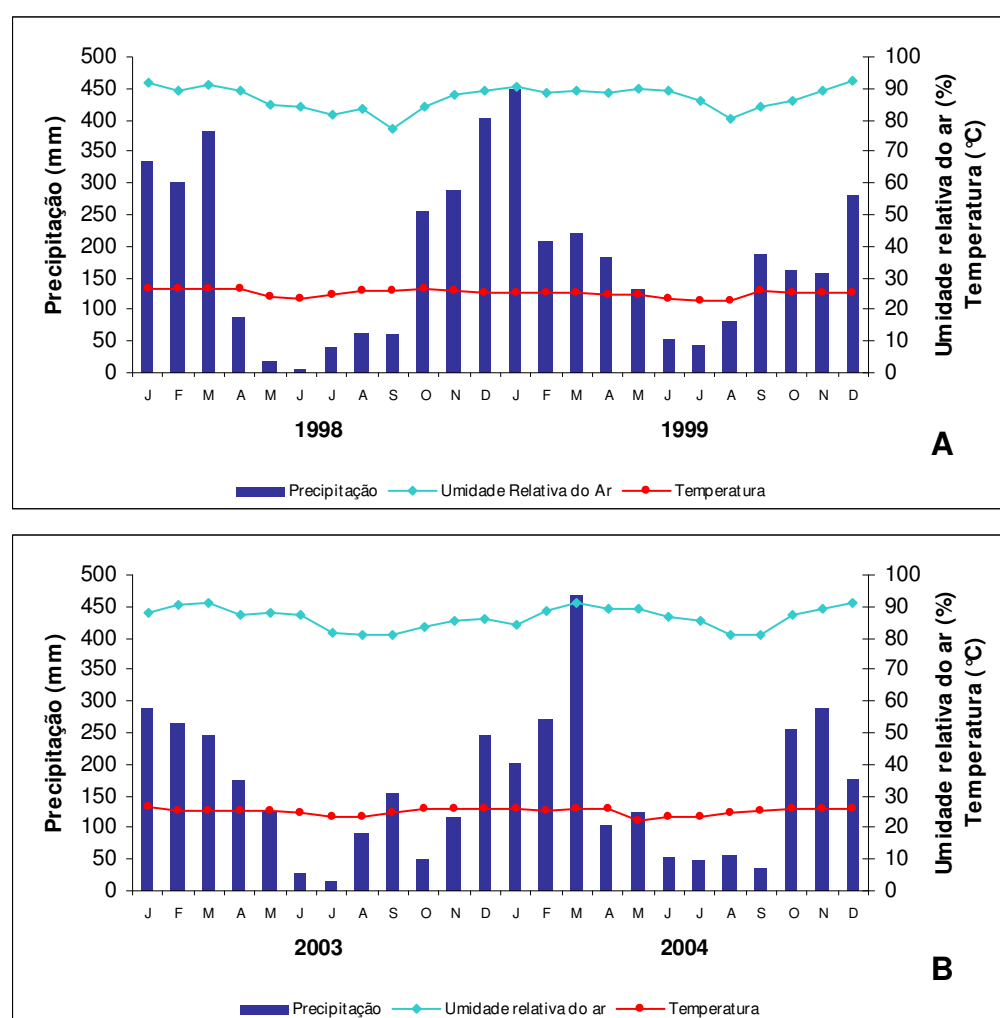 500 100
450 90
400 80
350 70
300 60
250 50
200 40
150 30
100 20
50 10
0 0
Precipitação (mm)
Umidade relativa do ar (%)
Temperatura (°C)
J F M A M J J A S O N D J F M A M J J A S O N D
1998 1999
A
Precipitação Umidade Relativa do Ar Temperatura
500 100
450 90
400 80
350 70
300 60
250 50
200 40
150 30
100 20
50 10
0 0
Precipitação (mm)
Umidade relativa do ar (%)
Temperatura (°C)
J F M A M J J A S O N D J F M A M J J A S O N D
2003 2004
B
Precipitação Umidade relativa do ar Temperatura